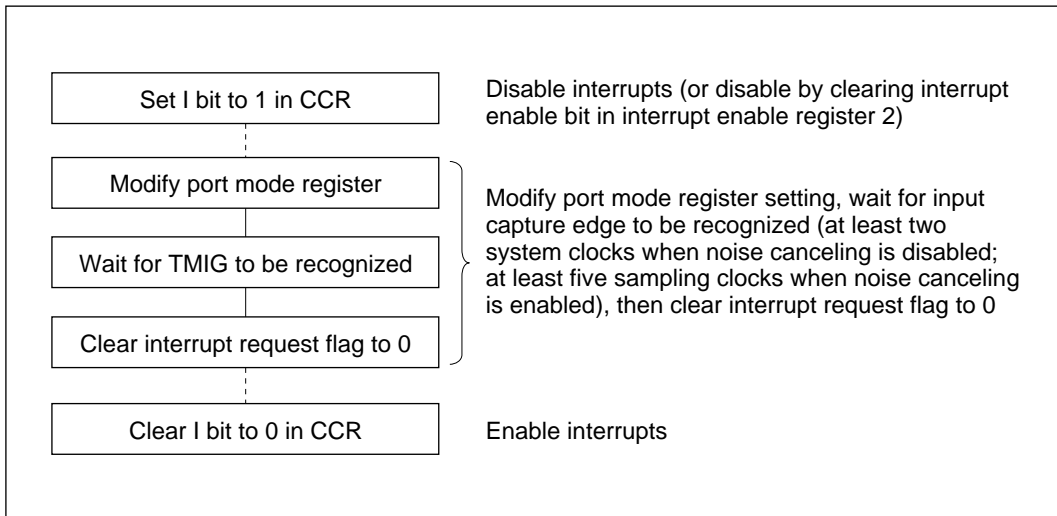 Set I bit to 1 in CCR
Disable interrupts (or disable by clearing interrupt
enable bit in interrupt enable register 2)
Modify port mode register
Wait for TMIG to be recognized
Clear interrupt request flag to 0
Modify port mode register setting, wait for input
capture edge to be recognized (at least two
system clocks when noise canceling is disabled;
at least five sampling clocks when noise canceling
is enabled), then clear interrupt request flag to 0
Clear I bit to 0 in CCR
Enable interrupts